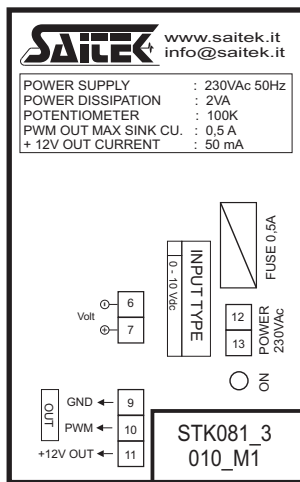 SAITEK
www.saitek.it
info@saitek.it
POWER SUPPLY : 230VAc 50Hz
POWER DISSIPATION : 2VA
POTENTIOMETER : 100K
PWM OUT MAX SINK CU. : 0,5 A
+ 12V OUT CURRENT : 50 mA
FUSE 0,5A
INPUT TYPE
0 - 10 Vdc
Volt
6
7
12
13
POWER
230VAc
ON
OUT
GND 9
PWM 10
+12V OUT 11
STK081_3
010_M1